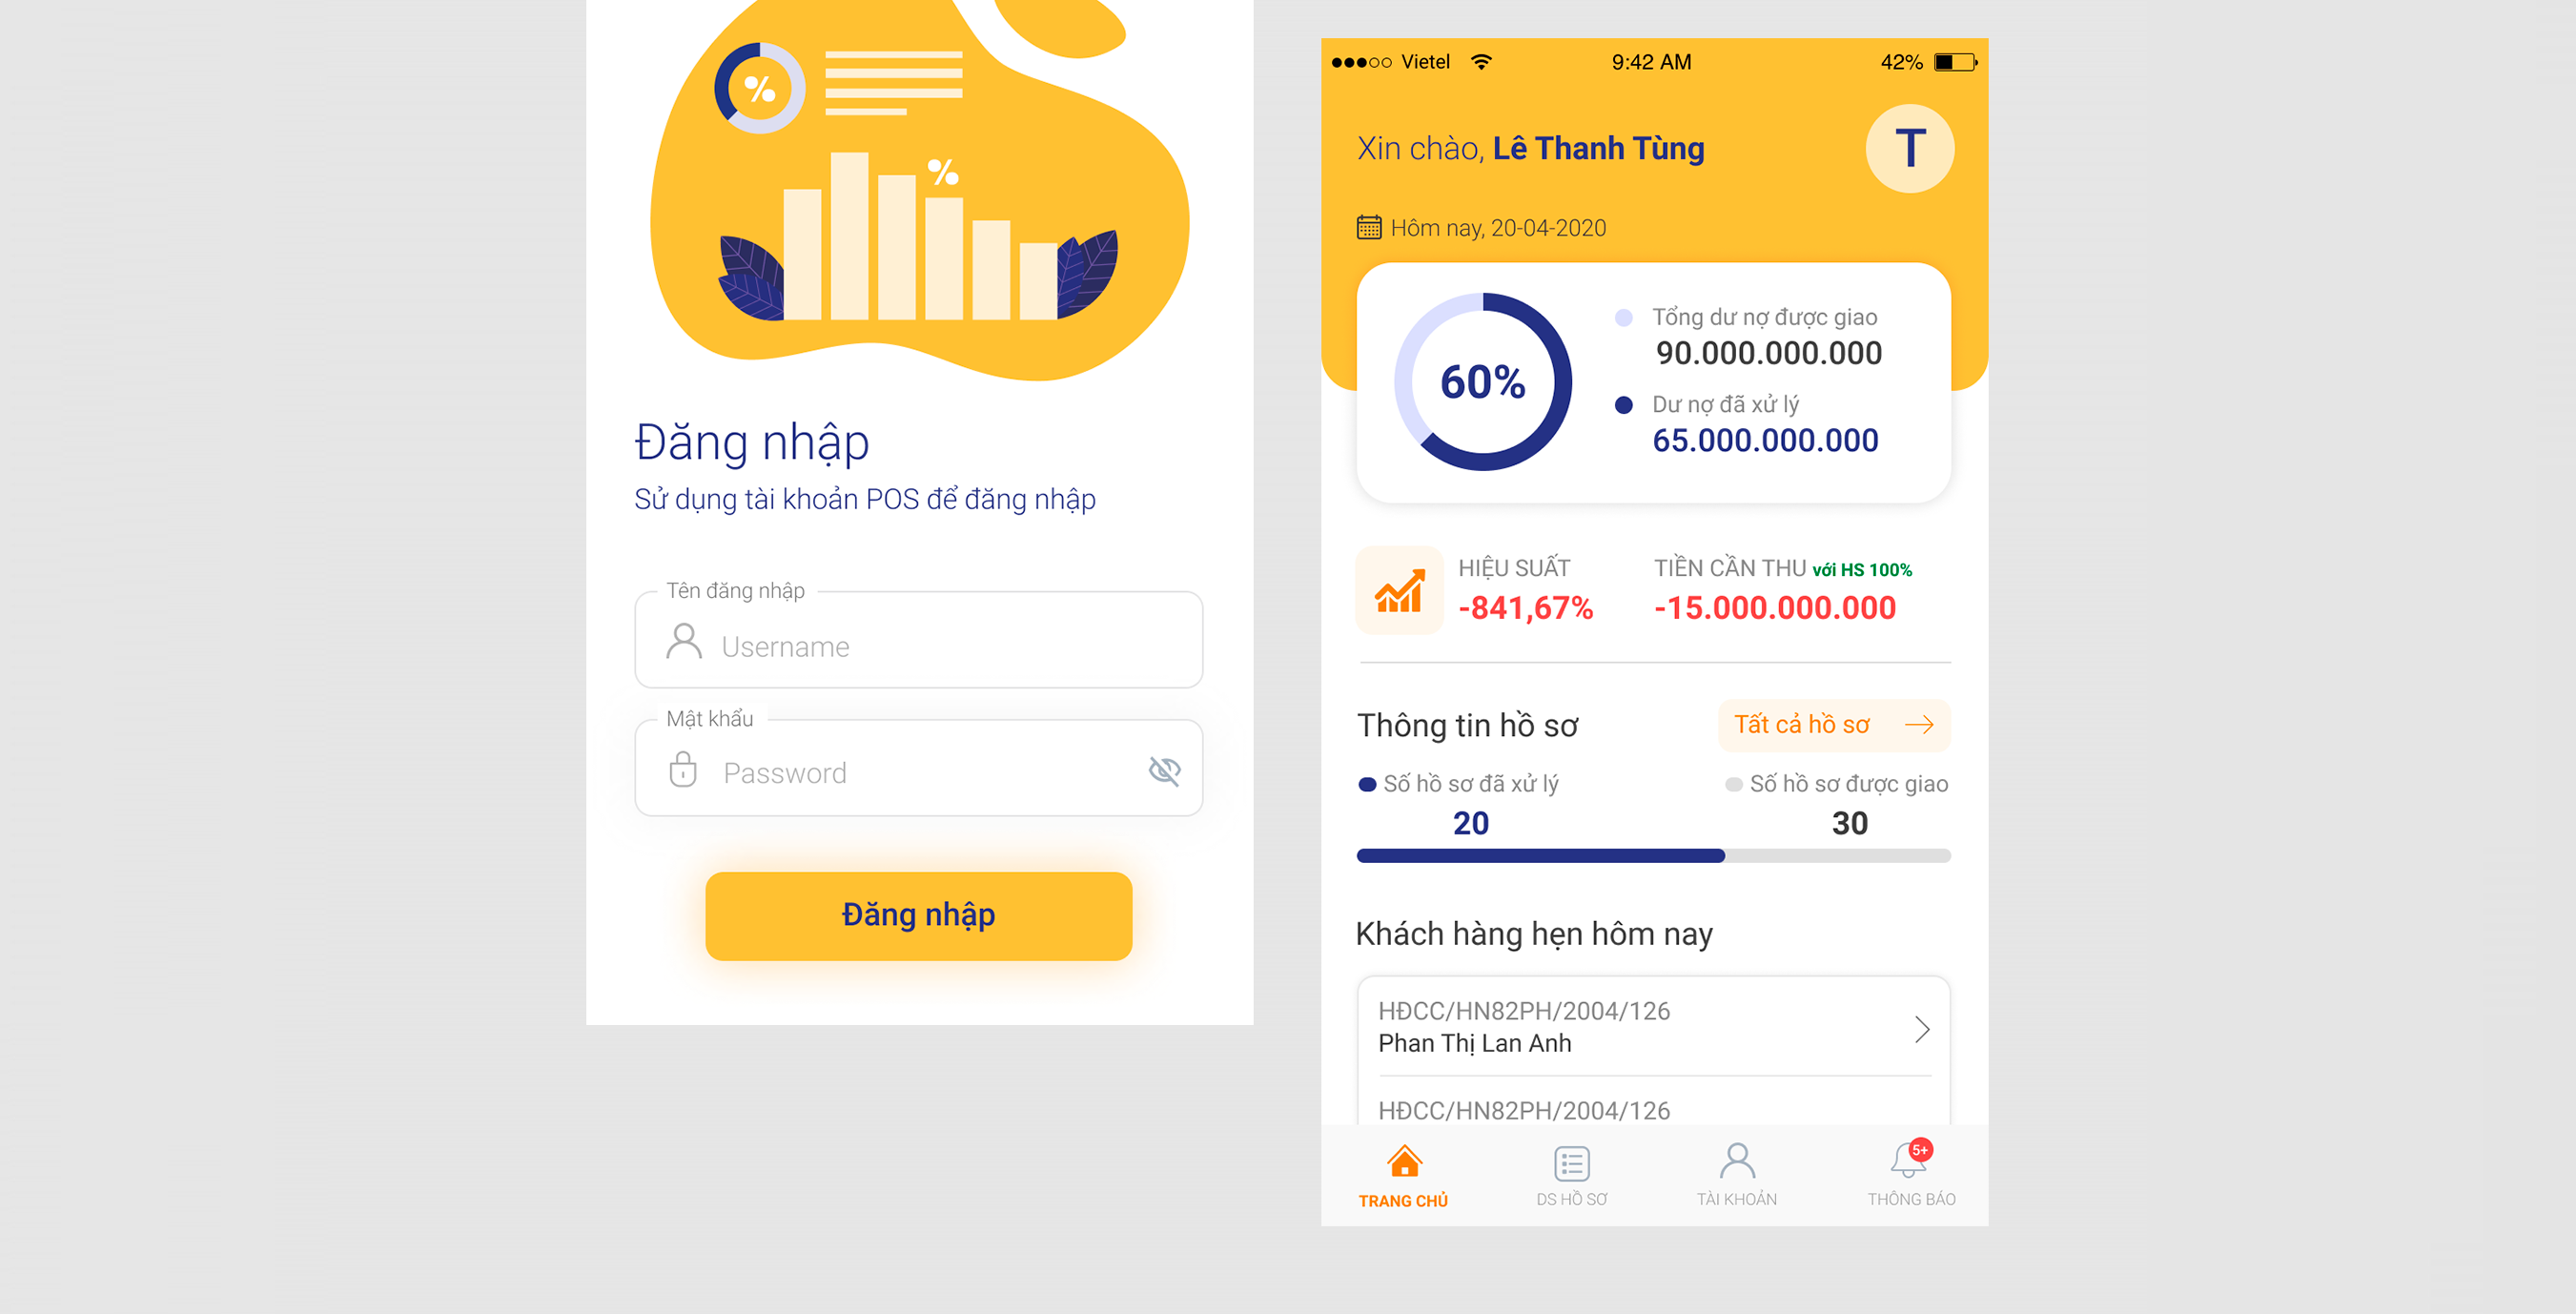 %
%
Đăng nhập
Sử dụng tài khoản POS để đăng nhập
Tên đăng nhập
Username
Mật khẩu
Password
Đăng nhập
Vietel 9:42 AM 42%
Xin chào, Lê Thanh Tùng
T
Hôm nay, 20-04-2020
60%
Tổng dư nợ được giao
90.000.000.000
Dư nợ đã xử lý
65.000.000.000
HIỆU SUẤT
-841,67%
TIỀN CẦN THU với HS 100%
-15.000.000.000
Thông tin hồ sơ
Tất cả hồ sơ
Số hồ sơ đã xử lý
20
Số hồ sơ được giao
30
Khách hàng hẹn hôm nay
HĐCC/HN82PH/2004/126
Phan Thị Lan Anh
HĐCC/HN82PH/2004/126
TRANG CHỦ
DS HỒ SƠ
TÀI KHOẢN
5+
THÔNG BÁO